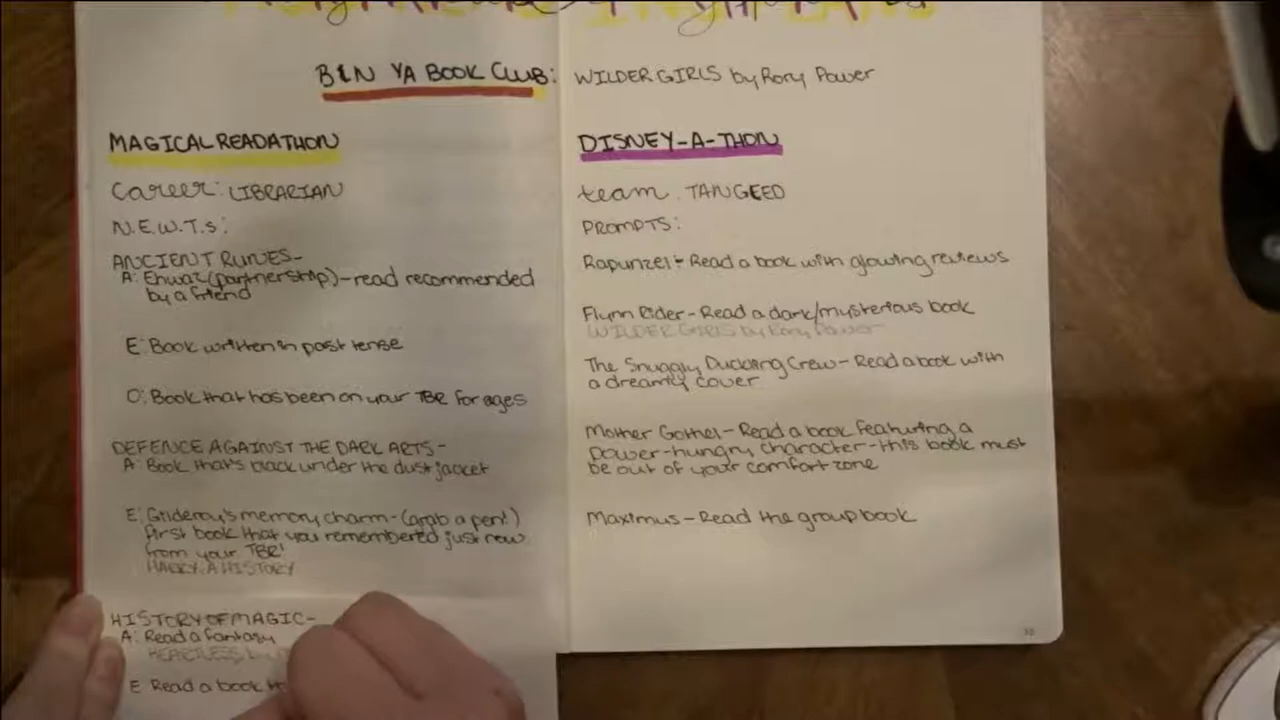 BIN YA BOOK CLUB: WILDER GIRLS by Rory Power
MAGICAL READATHON
Career: LIBRARIAN
N.E.W.T.s:
ANCIENT RUNES-
A: Ehwaz (partnership)-read recommended
by a friend
E: Book written in past tense
O: Book that has been on your TBR for ages
DEFENCE AGAINST THE DARK ARTS-
A: Book that's black under the dust jacket
E: Gilderoy's memory charm-(grab a pen!)
first book that you remembered just now
from your TBR!
HARRY, A HISTORY
HISTORY OF MAGIC-
A: Read a fantasy
HEARTLESS
E Read a book
DISNEY-A-THON
team: TANGLED
PROMPTS:
Rapunzel- Read a book with glowing reviews
Flynn Rider-Read a dark/mysterious book
WILDER GIRLS by Rory Power
The Snuggly Duckling Crew-Read a book with
a dreamy cover
Mother Gothel-Read a book featuring a
power-hungry character-this book must
be out of your comfort zone
Maximus-Read the group book